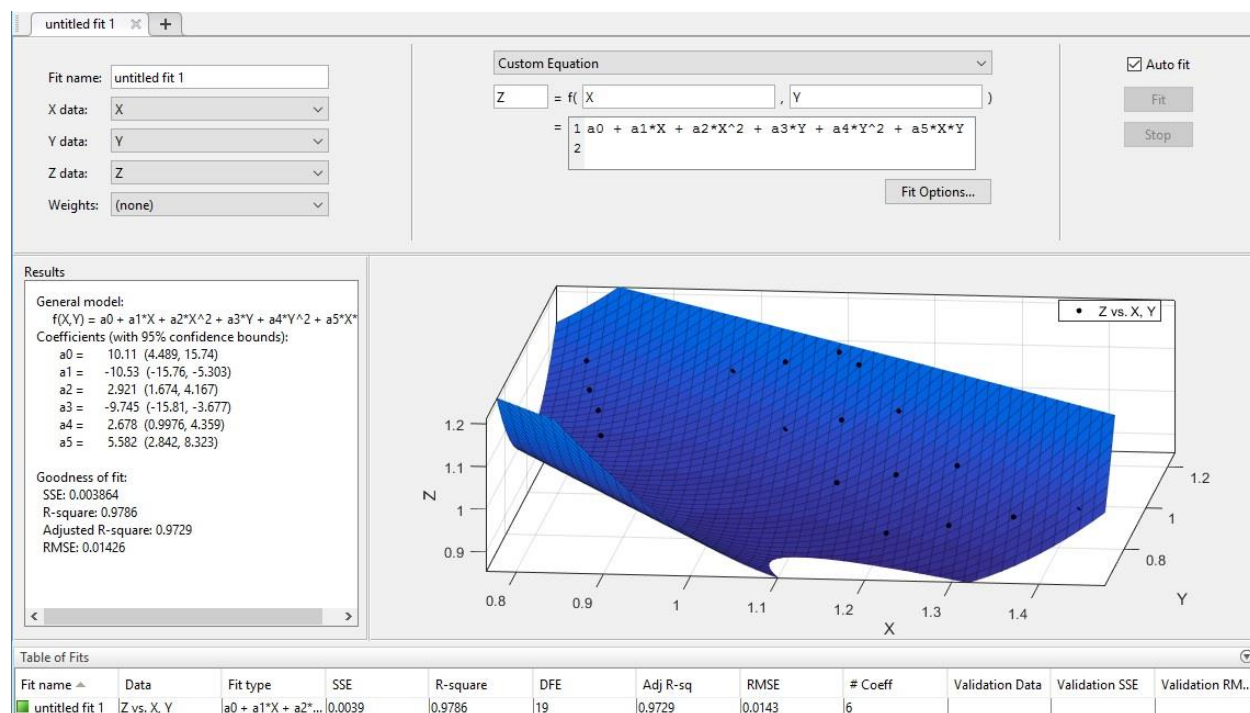 untitled fit 1
+
Fit name: untitled fit 1
X data: X
Y data: Y
Z data: Z
Weights: (none)
Custom Equation
Z = f( X , Y )
= 1 a0 + a1*X + a2*X^2 + a3*Y + a4*Y^2 + a5*X*Y
2
Fit Options...
Auto fit
Fit
Stop
Results
General model:
f(X,Y) = a0 + a1*X + a2*X^2 + a3*Y + a4*Y^2 + a5*X*
Coefficients (with 95% confidence bounds):
a0 = 10.11 (4.489, 15.74)
a1 = -10.53 (-15.76, -5.303)
a2 = 2.921 (1.674, 4.167)
a3 = -9.745 (-15.81, -3.677)
a4 = 2.678 (0.9976, 4.359)
a5 = 5.582 (2.842, 8.323)
Goodness of fit:
SSE: 0.003864
R-square: 0.9786
Adjusted R-square: 0.9729
RMSE: 0.01426
Z vs. X, Y
1.2
1.1
1
0.9
Z
0.8 0.9 1 1.1 1.2 1.3 1.4
X
1.2
1
0.8
Y
Table of Fits
Fit name Data Fit type SSE R-square DFE Adj R-sq RMSE # Coeff Validation Data Validation SSE Validation RM...
untitled fit 1 Z vs. X, Y a0 + a1*X + a2*... 0.0039 0.9786 19 0.9729 0.0143 6